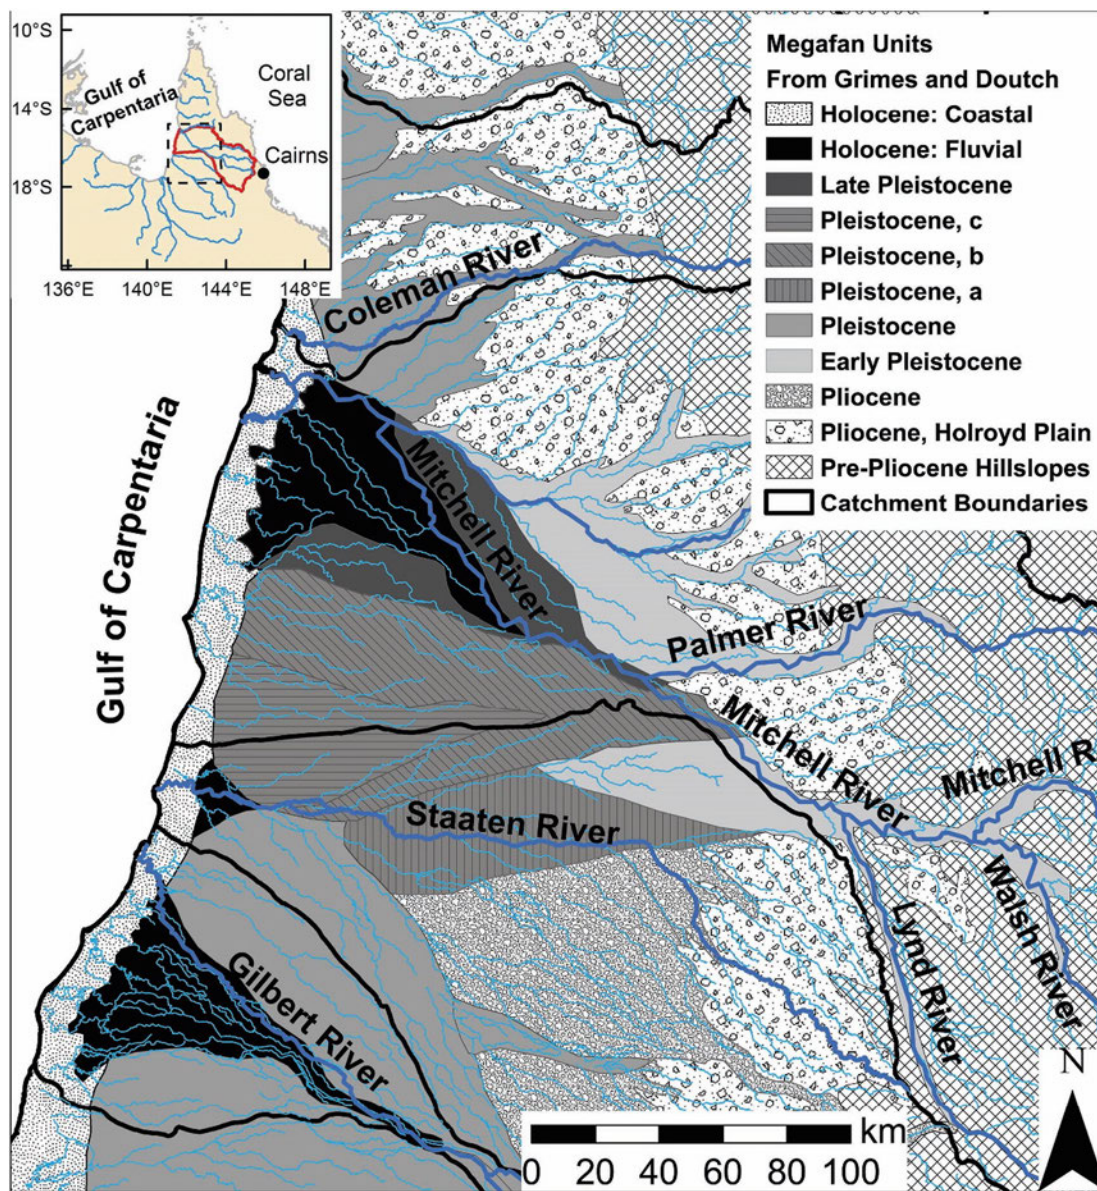 10°S
14°S
18°S
136°E
140°E
144°E
148°E
Gulf of
Carpentaria
Coral
Sea
Cairns
Megafan Units
From Grimes and Doutch
Holocene: Coastal
Holocene: Fluvial
Late Pleistocene
Pleistocene, c
Pleistocene, b
Pleistocene, a
Pleistocene
Early Pleistocene
Pliocene
Pliocene, Holroyd Plain
Pre-Pliocene Hillslopes
Catchment Boundaries
Coleman River
Gulf of Carpentaria
Mitchell River
Palmer River
Mitchell River
Mitchell R
Staaten River
Walsh River
Lynd River
Gilbert River
N
km
0 20 40 60 80 100